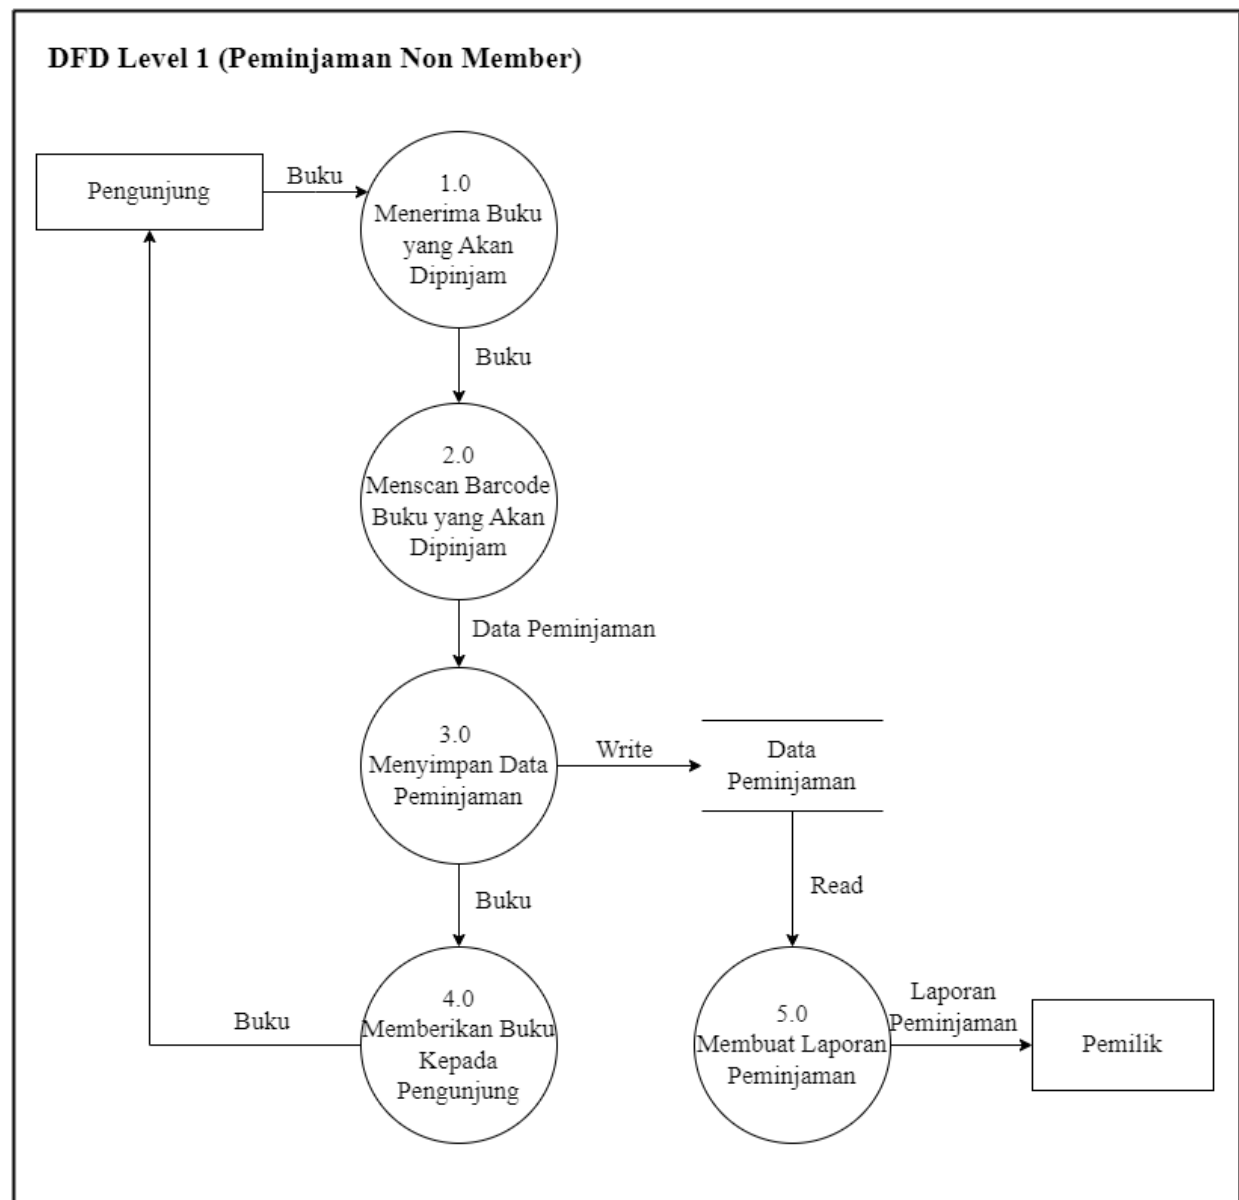 DFD Level 1 (Peminjaman Non Member)
Pengunjung
Buku
1.0
Menerima Buku
yang Akan
Dipinjam
Buku
2.0
Menscan Barcode
Buku yang Akan
Dipinjam
Data Peminjaman
3.0
Menyimpan Data
Peminjaman
Write
Data
Peminjaman
Buku
Read
4.0
Memberikan Buku
Kepada
Pengunjung
Buku
5.0
Membuat Laporan
Peminjaman
Laporan
Peminjaman
Pemilik